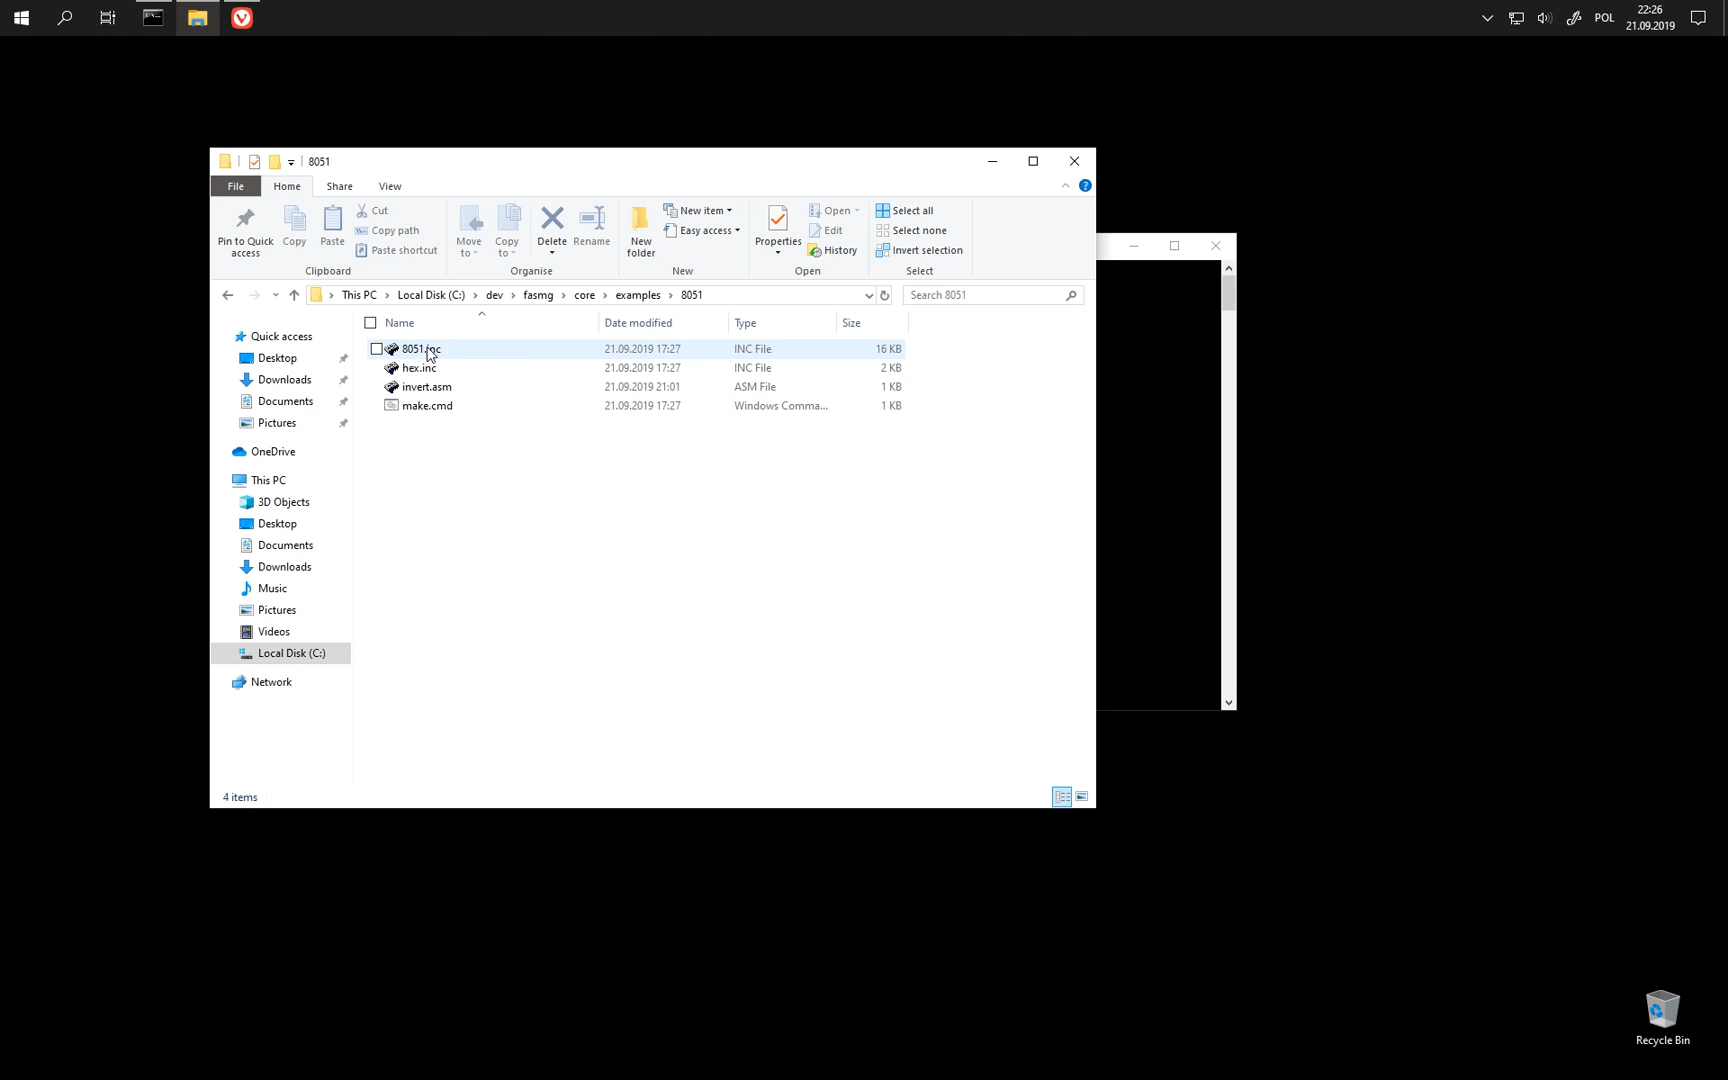 POL
22:26
21.09.2019
8051
File Home Share View
Pin to Quick access
Copy
Paste
Cut
Copy path
Paste shortcut
Clipboard
Move to
Copy to
Delete
Rename
Organise
New folder
New item
Easy access
New
Properties
Open
Edit
History
Open
Select all
Select none
Invert selection
Select
This PC › Local Disk (C:) › dev › fasmg › core › examples › 8051
Search 8051
Name Date modified Type Size
8051.inc 21.09.2019 17:27 INC File 16 KB
hex.inc 21.09.2019 17:27 INC File 2 KB
invert.asm 21.09.2019 21:01 ASM File 1 KB
make.cmd 21.09.2019 17:27 Windows Comma... 1 KB
Quick access
Desktop
Downloads
Documents
Pictures
OneDrive
This PC
3D Objects
Desktop
Documents
Downloads
Music
Pictures
Videos
Local Disk (C:)
Network
4 items
Recycle Bin